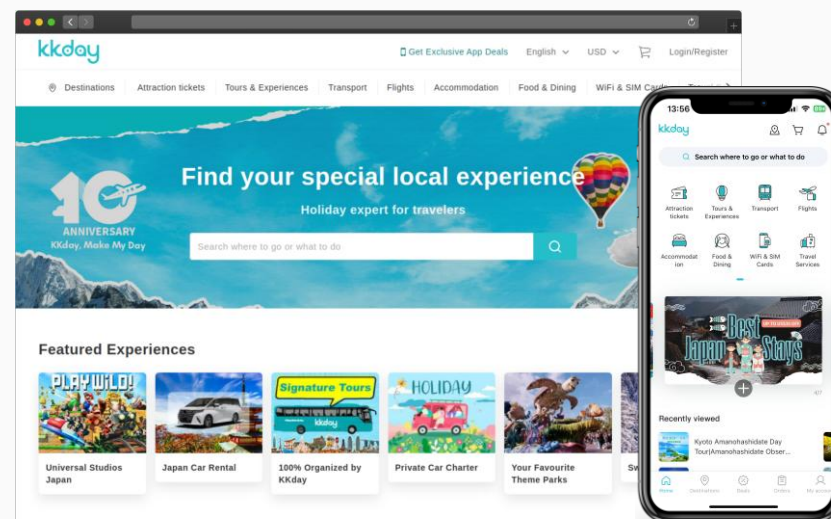 kkday
Get Exclusive App Deals English USD Login/Register
Destinations Attraction tickets Tours & Experiences Transport Flights Accommodation Food & Dining WiFi & SIM Cards
10
ANNIVERSARY
KKday, Make My Day
Find your special local experience
Holiday expert for travelers
Search where to go or what to do
Featured Experiences
PLAY WILD!
Signature Tours
kkday
HOLIDAY
Universal Studios
Japan
Japan Car Rental
100% Organized by
KKday
Private Car Charter
Your Favourite
Theme Parks
13:56
kkday
Search where to go or what to do
Attraction
tickets
Tours &
Experiences
Transport
Flights
Accommodat
ion
Food &
Dining
WiFi & SIM
Cards
Travel
Services
Best
Japan Stays
4/7
Recently viewed
Kyoto Amanohashidate Day
Tour|Amanohashidate Obser...
Home Destinations Deals Orders